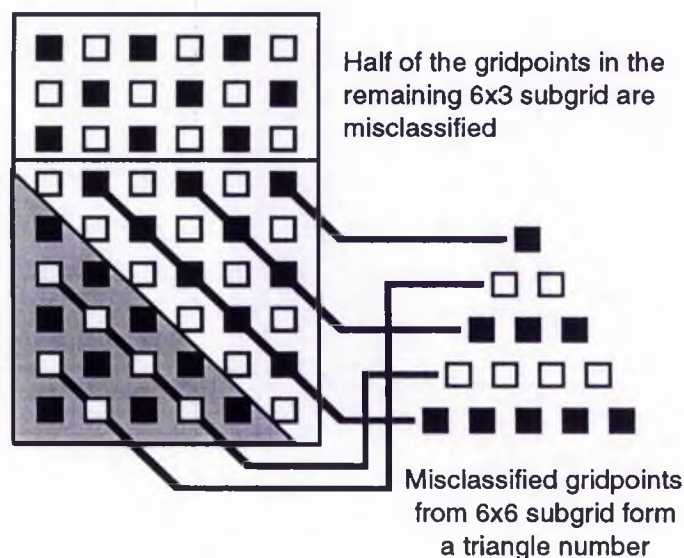 Half of the gridpoints in the
remaining 6x3 subgrid are
misclassified
Misclassified gridpoints
from 6x6 subgrid form
a triangle number